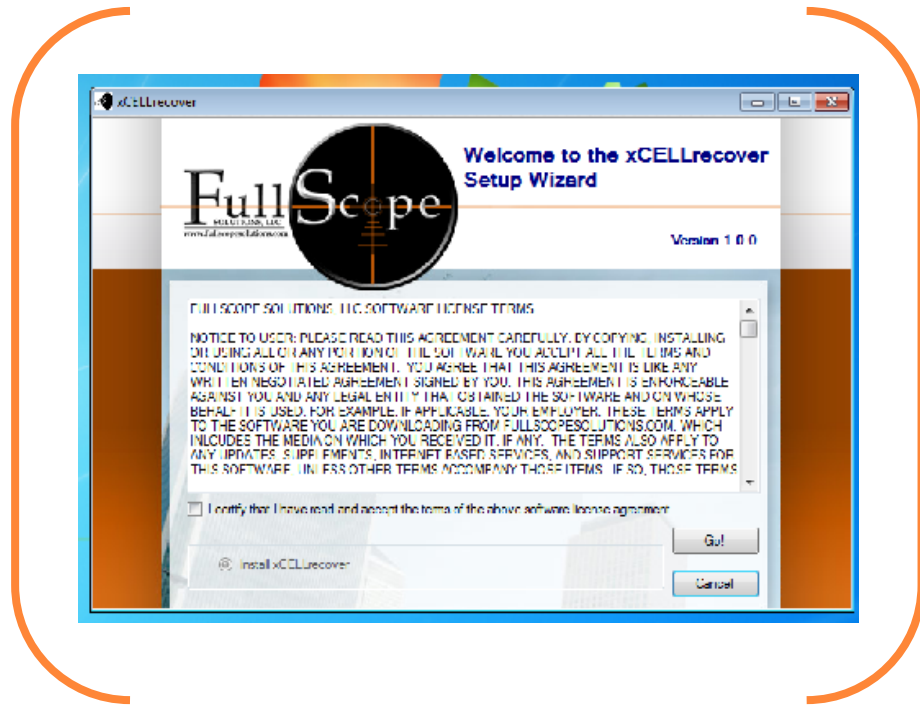 xCELLrecover
Welcome to the xCELLrecover
Setup Wizard
FullScope
SOLUTIONS, LLC
www.fullscopesolutions.com
Version 1.0.0
FULLSCOPE SOLUTIONS, LLC SOFTWARE LICENSE TERMS
NOTICE TO USER: PLEASE READ THIS AGREEMENT CAREFULLY. BY COPYING, INSTALLING
OR USING ALL OR ANY PORTION OF THE SOFTWARE YOU ACCEPT ALL THE TERMS AND
CONDITIONS OF THIS AGREEMENT. YOU AGREE THAT THIS AGREEMENT IS LIKE ANY
WRITTEN NEGOTIATED AGREEMENT SIGNED BY YOU. THIS AGREEMENT IS ENFORCEABLE
AGAINST YOU AND ANY LEGAL ENTITY THAT OBTAINED THE SOFTWARE AND ON WHOSE
BEHALF IT IS USED, FOR EXAMPLE, IF APPLICABLE, YOUR EMPLOYER. THESE TERMS APPLY
TO THE SOFTWARE YOU ARE DOWNLOADING FROM FULLSCOPESOLUTIONS.COM, WHICH
INLCUDES THE MEDIA ON WHICH YOU RECEIVED IT, IF ANY. THE TERMS ALSO APPLY TO
ANY UPDATES, SUPPLEMENTS, INTERNET BASED SERVICES, AND SUPPORT SERVICES FOR
THIS SOFTWARE, UNLESS OTHER TERMS ACCOMPANY THOSE ITEMS. IF SO, THOSE TERMS
I certify that I have read and accept the terms of the above software license agreement
Go!
Install xCELLrecover
Cancel